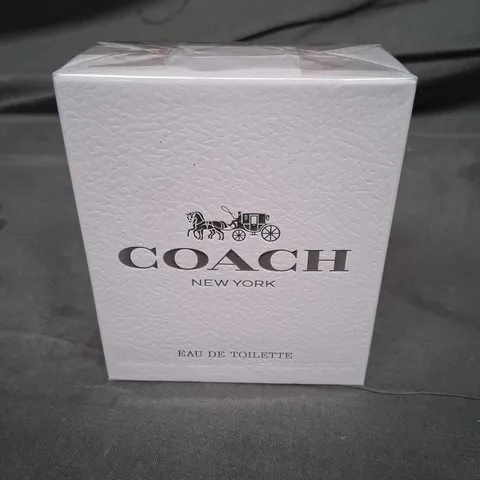 COACH
NEW YORK
EAU DE TOILETTE